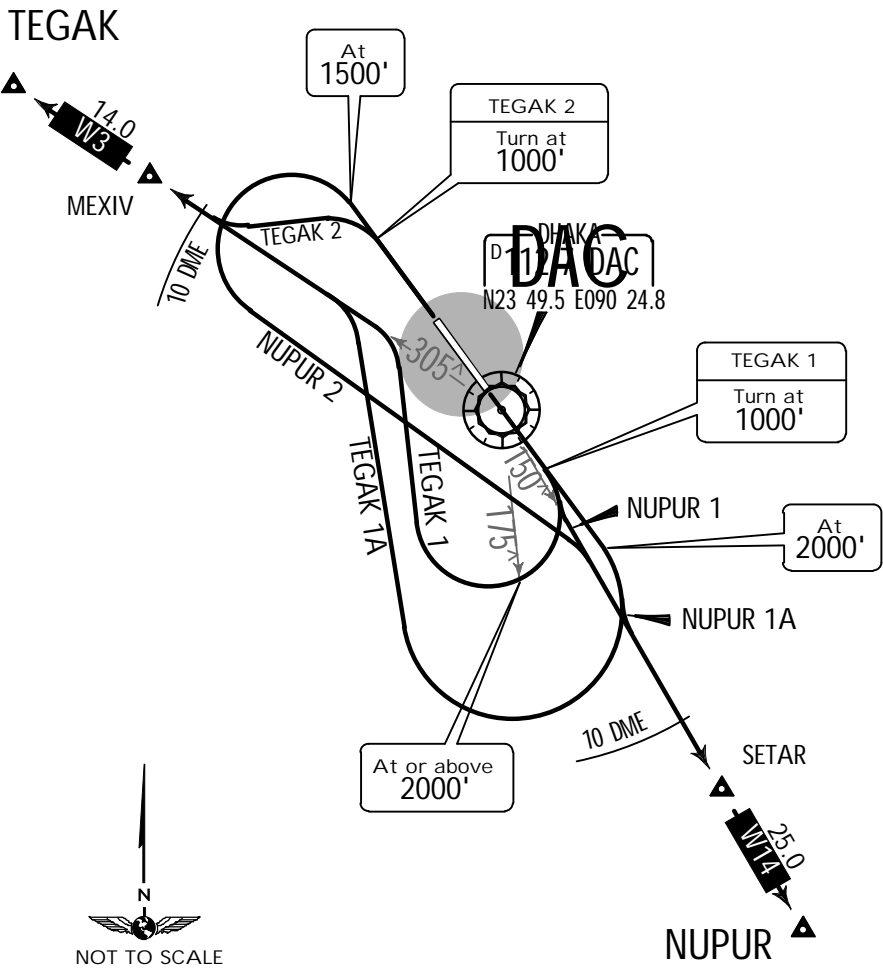 TEGAK
At
1500'
TEGAK 2
Turn at
1000'
14.0
W3
MEXIV
TEGAK 2
10 DME
DHAKA
DAC
D 112.7 DAC
N23 49.5 E090 24.8
NUPUR 2
305^
TEGAK 1
Turn at
1000'
TEGAK 1A
TEGAK 1
150^
175^
NUPUR 1
At
2000'
NUPUR 1A
10 DME
SETAR
At or above
2000'
25.0
W14
N
NOT TO SCALE
NUPUR